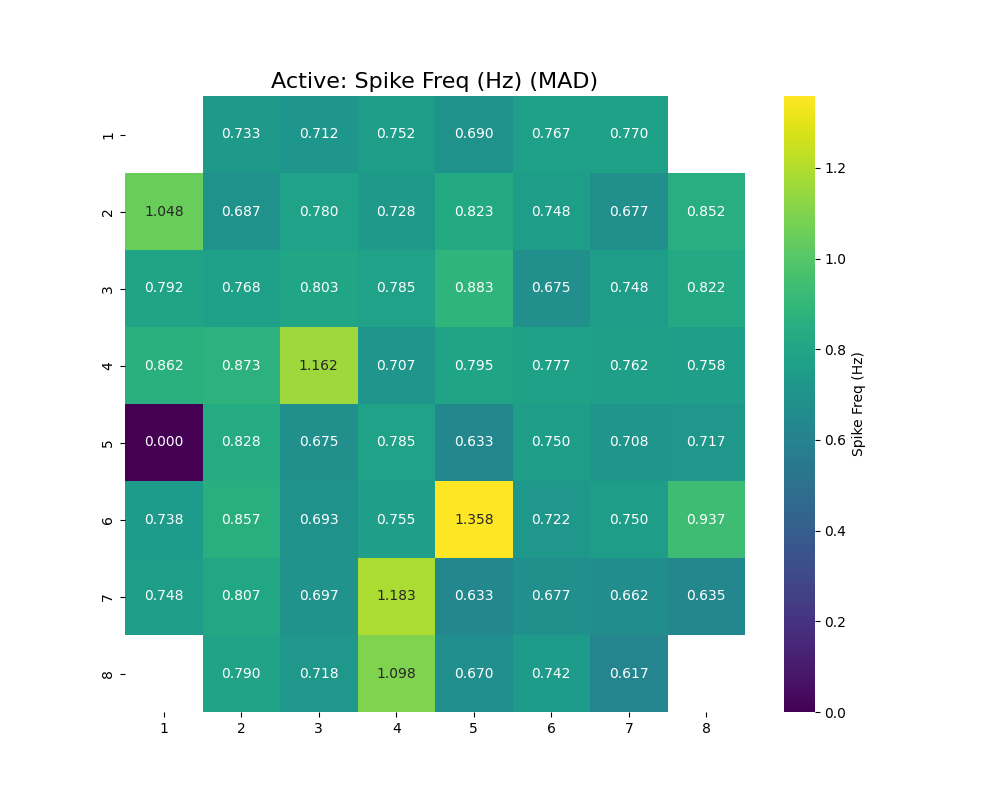 Active: Spike Freq (Hz) (MAD)
1 0.733 0.712 0.752 0.690 0.767 0.770
2 1.048 0.687 0.780 0.728 0.823 0.748 0.677 0.852
3 0.792 0.768 0.803 0.785 0.883 0.675 0.748 0.822
4 0.862 0.873 1.162 0.707 0.795 0.777 0.762 0.758
5 0.000 0.828 0.675 0.785 0.633 0.750 0.708 0.717
6 0.738 0.857 0.693 0.755 1.358 0.722 0.750 0.937
7 0.748 0.807 0.697 1.183 0.633 0.677 0.662 0.635
8 0.790 0.718 1.098 0.670 0.742 0.617
1 2 3 4 5 6 7 8
1.2
1.0
0.8
0.6
0.4
0.2
0.0
Spike Freq (Hz)